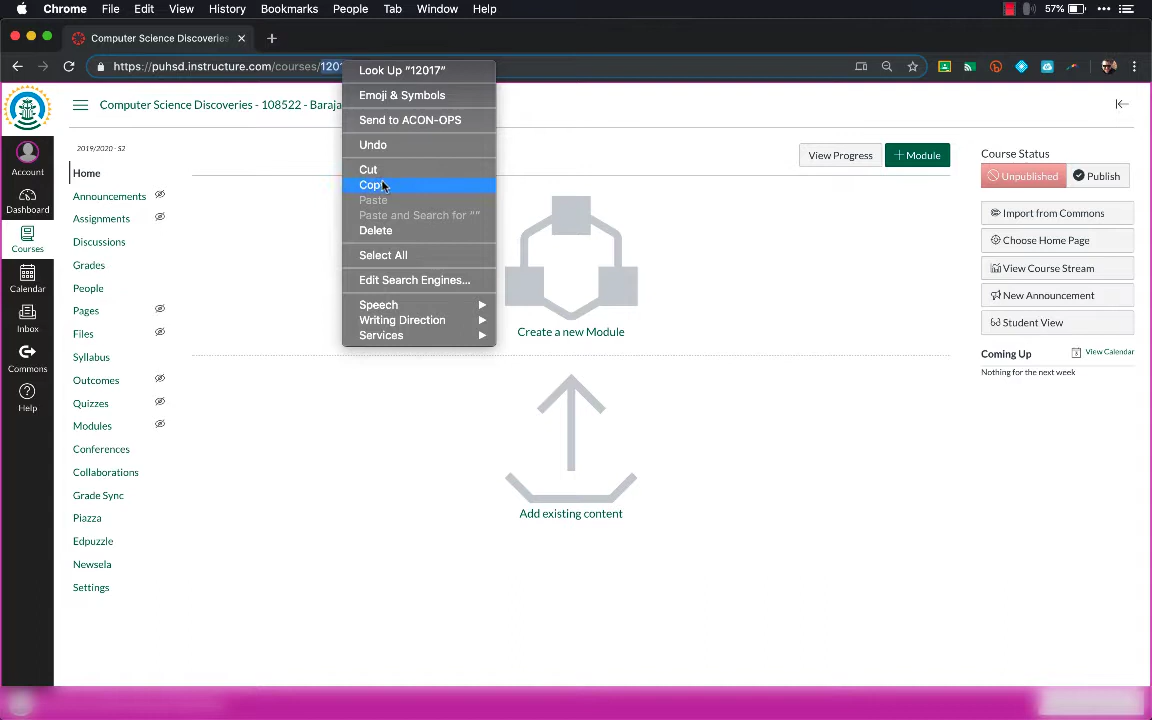 Chrome File Edit View History Bookmarks People Tab Window Help 57%
Computer Science Discoveries
https://puhsd.instructure.com/courses/1201
Look Up “12017”
Emoji & Symbols
Send to ACON-OPS
Undo
Cut
Copy
Paste
Paste and Search for “”
Delete
Select All
Edit Search Engines...
Speech
Writing Direction
Services
Computer Science Discoveries - 108522 - Baraja
Account
Dashboard
Courses
Calendar
Inbox
Commons
Help
2019/2020 - S2
Home
Announcements
Assignments
Discussions
Grades
People
Pages
Files
Syllabus
Outcomes
Quizzes
Modules
Conferences
Collaborations
Grade Sync
Piazza
Edpuzzle
Newsela
Settings
View Progress
+ Module
Create a new Module
Add existing content
Course Status
Unpublished Publish
Import from Commons
Choose Home Page
View Course Stream
New Announcement
Student View
Coming Up View Calendar
Nothing for the next week